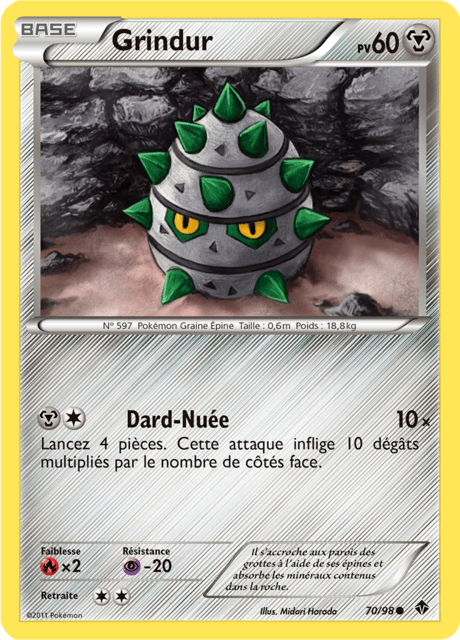 BASE
Grindur
PV60
N° 597 Pokémon Graine Épine Taille : 0,6m Poids : 18,8kg
Dard-Nuée 10x
Lancez 4 pièces. Cette attaque inflige 10 dégâts
multipliés par le nombre de côtés face.
Faiblesse Résistance
×2 -20
Retraite
Il s'accroche aux parois des
grottes à l'aide de ses épines et
absorbe les minéraux contenus
dans la roche.
©2011 Pokémon
Illus. Midori Harada 70/98